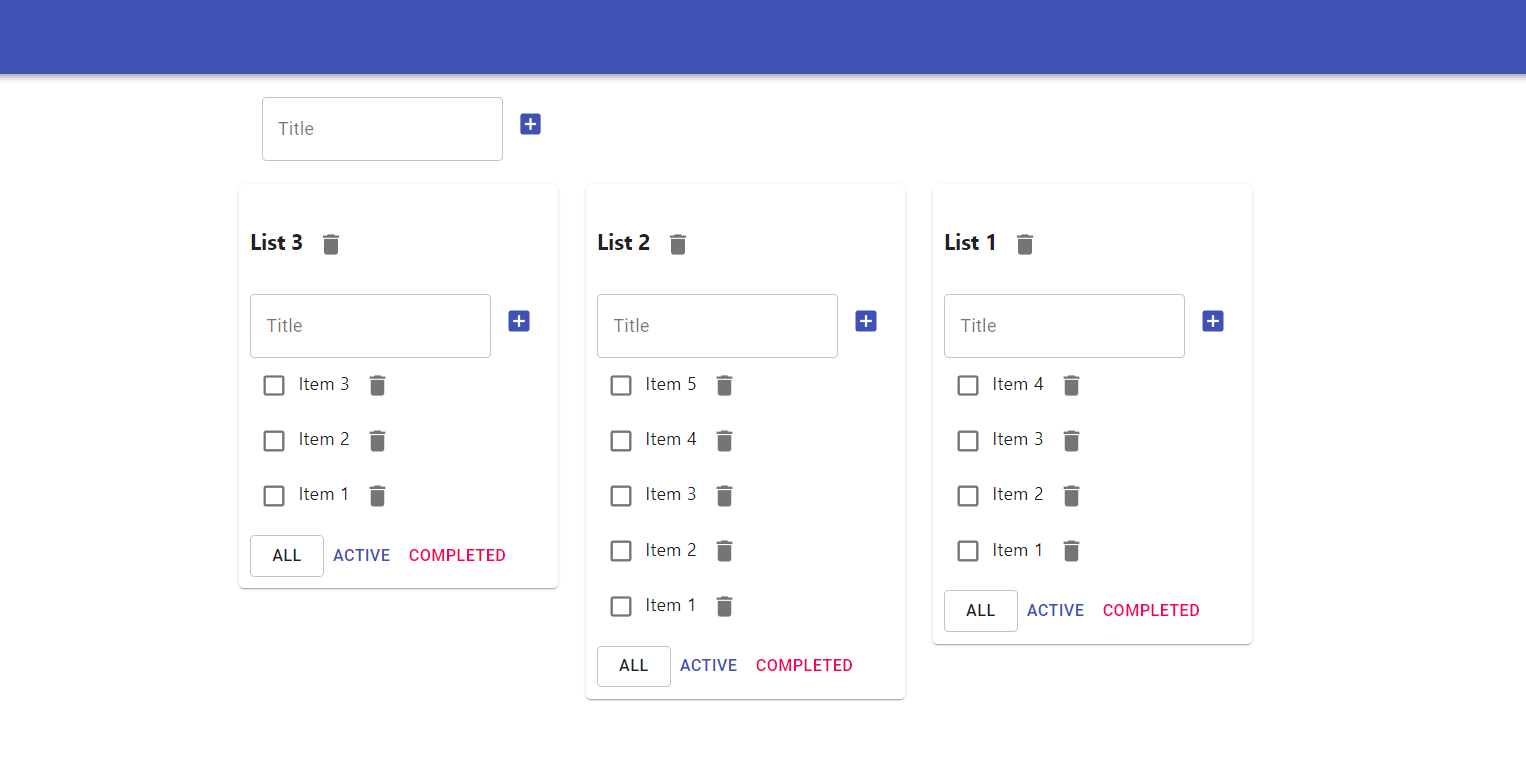 Title
List 3
Title
Item 3
Item 2
Item 1
ALL ACTIVE COMPLETED
List 2
Title
Item 5
Item 4
Item 3
Item 2
Item 1
ALL ACTIVE COMPLETED
List 1
Title
Item 4
Item 3
Item 2
Item 1
ALL ACTIVE COMPLETED